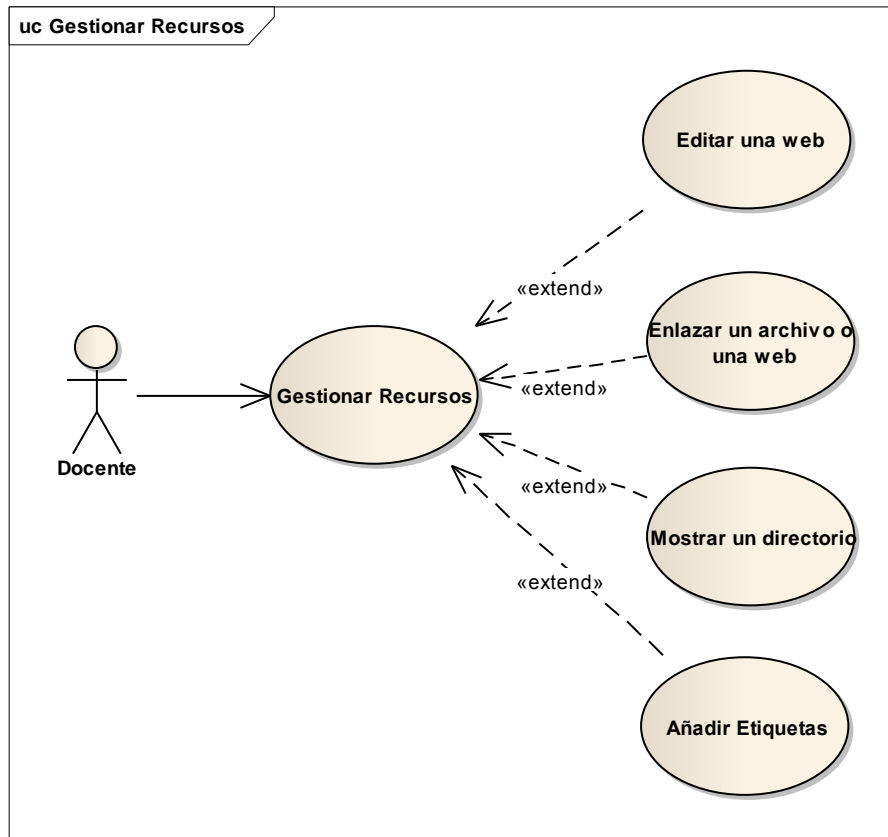 uc Gestionar Recursos
Editar una web
«extend»
Enlazar un archivo o
una web
Gestionar Recursos
«extend»
Docente
«extend»
Mostrar un directorio
«extend»
Añadir Etiquetas